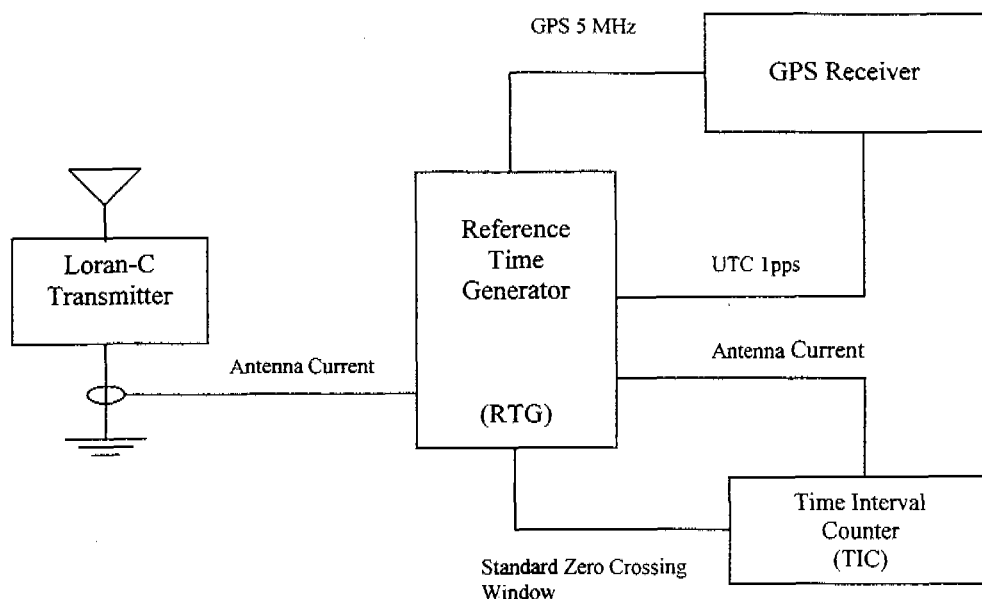 GPS 5 MHz
GPS Receiver
Reference
Time
Generator
(RTG)
Loran-C
Transmitter
UTC 1pps
Antenna Current
Antenna Current
Time Interval
Counter
(TIC)
Standard Zero Crossing
Window